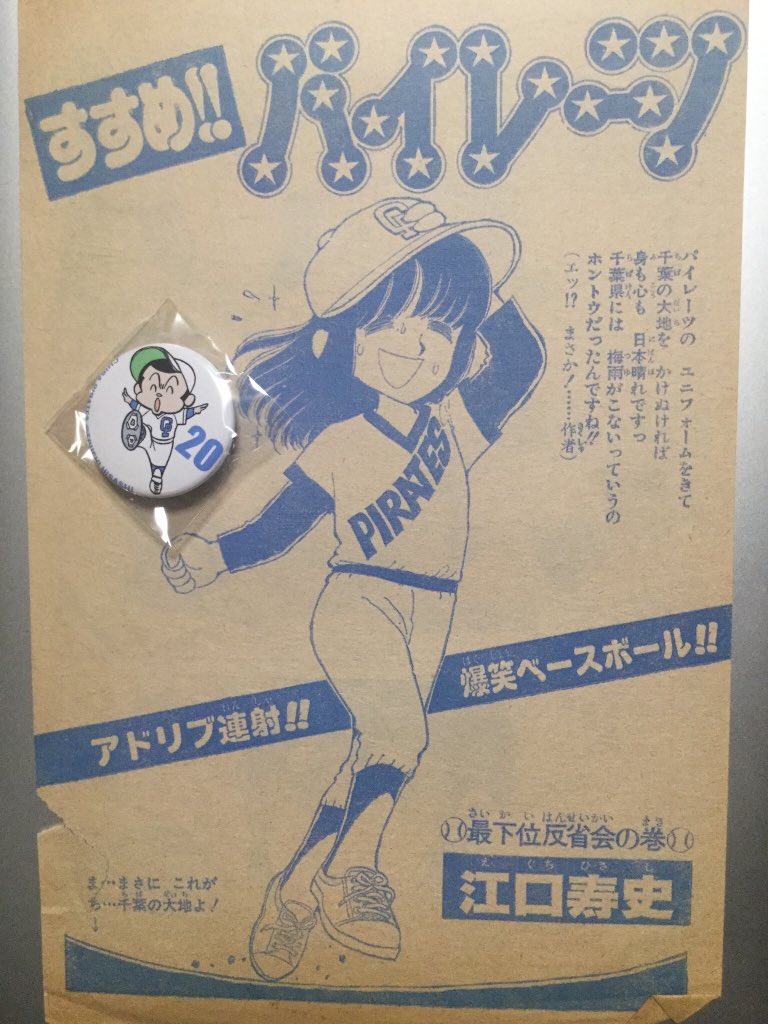 すすめ!!
パイレーツ
パイレーツの ユニフォームをきて
千葉の大地を かけぬければ
身も心も 日本晴れですっ
千葉県には 梅雨がこないっていうの
ホントウだったんですね!!
(エッ!? まさか!……作者)
C
PIRATES
20
アドリブ連射!!
爆笑ベースボール!!
最下位反省会の巻
江口寿史
ま…まさに これが
ち…千葉の大地よ!
↓